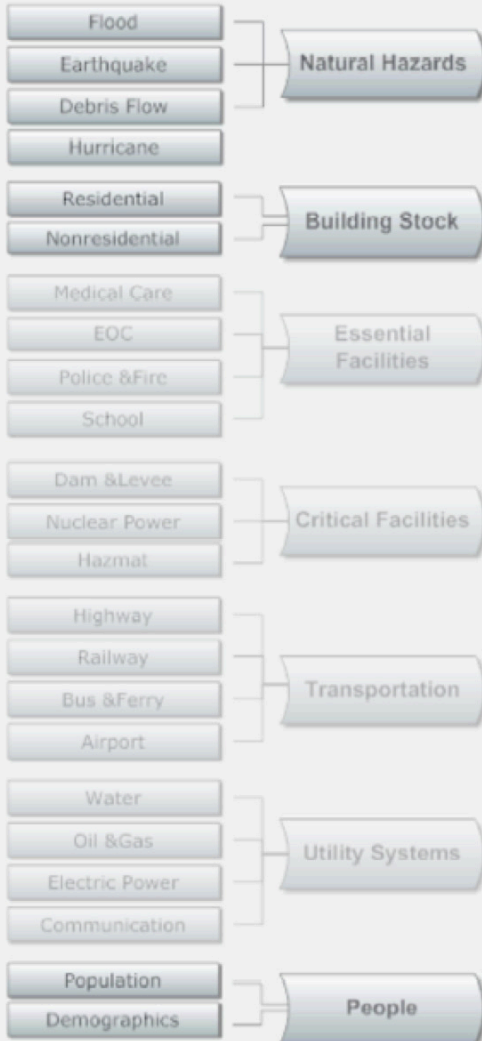 Flood
Earthquake
Debris Flow
Hurricane
Natural Hazards
Residential
Nonresidential
Building Stock
Medical Care
EOC
Police &Fire
School
Essential
Facilities
Dam &Levee
Nuclear Power
Hazmat
Critical Facilities
Highway
Railway
Bus &Ferry
Airport
Transportation
Water
Oil &Gas
Electric Power
Communication
Utility Systems
Population
Demographics
People